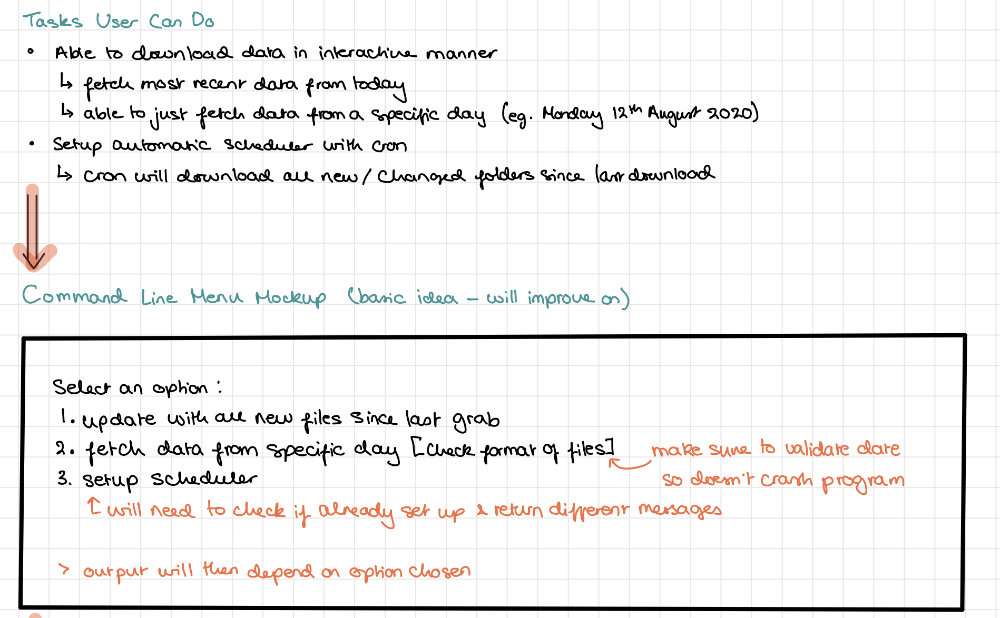 Tasks User Can Do
• Able to download data in interactive manner
↳ fetch most recent data from today
↳ able to just fetch data from a specific day (eg. Monday 12th August 2020)
• Setup automatic scheduler with cron
↳ cron will download all new / changed folders since last download
Command Line Menu Mockup (basic idea – will improve on)
Select an option :
1. update with all new files since last grab
2. fetch data from specific day [check format of files]
make sure to validate date
so doesn't crash program
3. setup scheduler
will need to check if already set up & return different messages
> output will then depend on option chosen